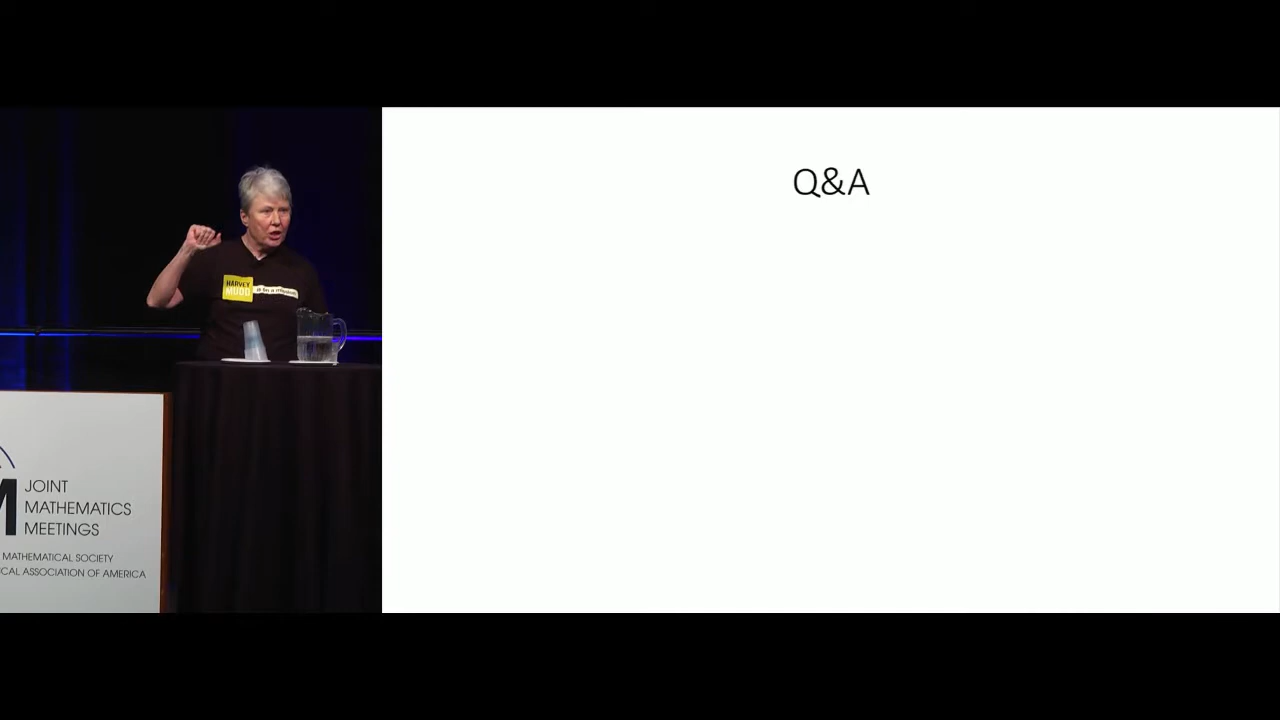 Q&A
HARVEY
MUDD
JOINT
MATHEMATICS
MEETINGS
MATHEMATICAL SOCIETY
CAL ASSOCIATION OF AMERICA